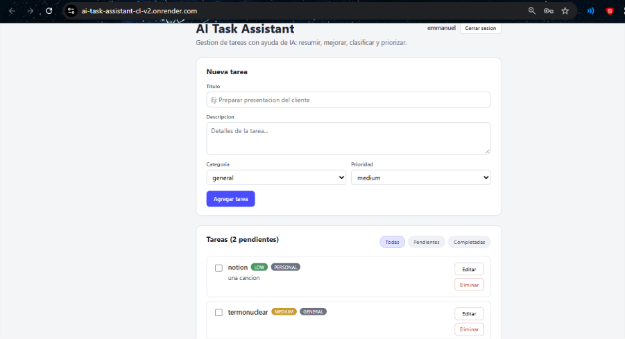 ai-task-assistant-cl-v2.onrender.com
AI Task Assistant
emmanuel Cerrar sesion
Gestion de tareas con ayuda de IA: resumir, mejorar, clasificar y priorizar.
Nueva tarea
Titulo
Ej: Preparar presentacion del cliente
Descripcion
Detalles de la tarea...
Categoria Prioridad
general medium
Agregar tarea
Tareas (2 pendientes) Todas Pendientes Completadas
notion LOW PERSONAL Editar
una cancion
Eliminar
termonuclear MEDIUM GENERAL Editar
Eliminar